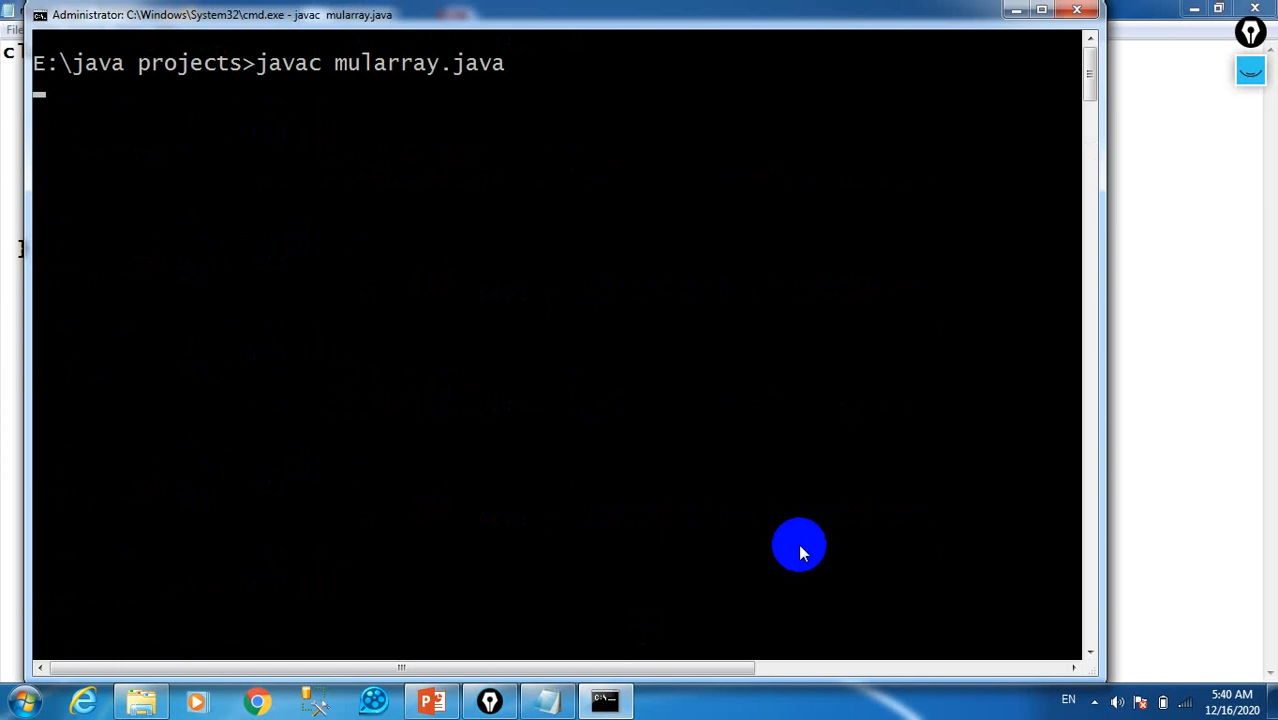 Administrator: C:\Windows\System32\cmd.exe - javac mularray.java
File
E:\java projects>javac mularray.java
}
C:\
EN
5:40 AM
12/16/2020